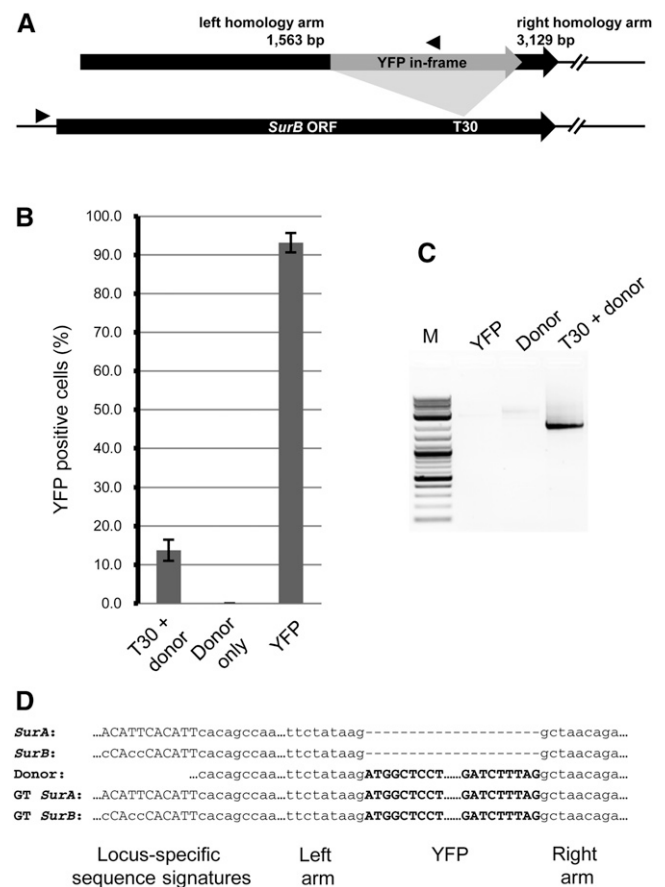 A
left homology arm
1,563 bp
right homology arm
3,129 bp
YFP in-frame
SurB ORF
T30
B
YFP positive cells (%)
100.0
90.0
80.0
70.0
60.0
50.0
40.0
30.0
20.0
10.0
0.0
T30 +
donor
Donor
only
YFP
C
M
YFP
Donor
T30 + donor
D
SurA: …ACATTCACATTcacagccaa…ttctataag--------------------gctaacaga…
SurB: …cCAccCACATTcacagccaa…ttctataag--------------------gctaacaga…
Donor: …cacagccaa…ttctataagATGGCTCCT……GATCTTTAGgctaacaga…
GT SurA: …ACATTCACATTcacagccaa…ttctataagATGGCTCCT……GATCTTTAGgctaacaga…
GT SurB: …cCAccCACATTcacagccaa…ttctataagATGGCTCCT……GATCTTTAGgctaacaga…
Locus-specific
sequence signatures
Left
arm
YFP
Right
arm